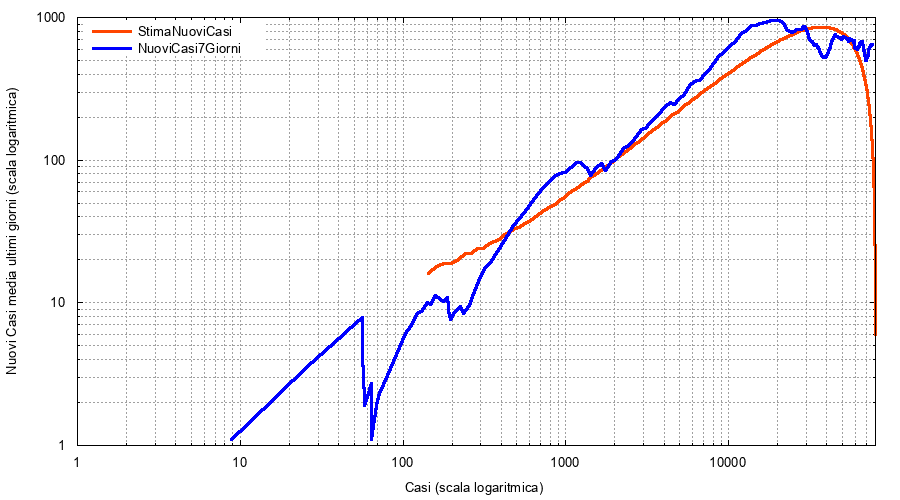 StimaNuoviCasi
NuoviCasi7Giorni
1000
100
10
1
Nuovi Casi media ultimi giorni (scala logaritmica)
1 10 100 1000 10000
Casi (scala logaritmica)